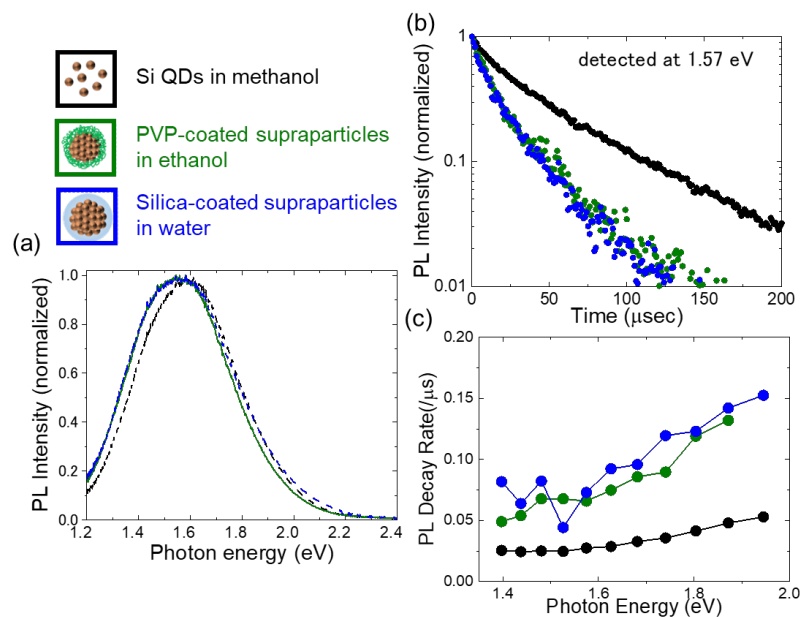 Si QDs in methanol
PVP-coated supraparticles
in ethanol
Silica-coated supraparticles
in water
(a)
PL Intensity (normalized)
1.0
0.8
0.6
0.4
0.2
0.0
1.2
1.4
1.6
1.8
2.0
2.2
2.4
Photon energy (eV)
(b)
detected at 1.57 eV
PL Intensity (normalized)
1
0.1
0.01
0
50
100
150
200
Time (μsec)
(c)
PL Decay Rate(/μs)
0.20
0.15
0.10
0.05
0.00
1.4
1.6
1.8
2.0
Photon Energy (eV)